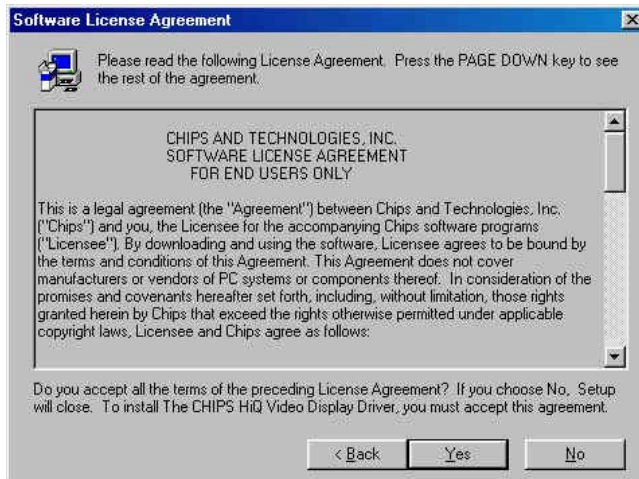 Software License Agreement
Please read the following License Agreement. Press the PAGE DOWN key to see
the rest of the agreement.
CHIPS AND TECHNOLOGIES, INC.
SOFTWARE LICENSE AGREEMENT
FOR END USERS ONLY
This is a legal agreement (the "Agreement") between Chips and Technologies, Inc.
("Chips") and you, the Licensee for the accompanying Chips software programs
("Licensee"). By downloading and using the software, Licensee agrees to be bound by
the terms and conditions of this Agreement. This Agreement does not cover
manufacturers or vendors of PC systems or components thereof. In consideration of the
promises and covenants hereafter set forth, including, without limitation, those rights
granted herein by Chips that exceed the rights otherwise permitted under applicable
copyright laws, Licensee and Chips agree as follows:
Do you accept all the terms of the preceding License Agreement? If you choose No, Setup
will close. To install The CHIPS HiQ Video Display Driver, you must accept this agreement.
< Back
Yes
No